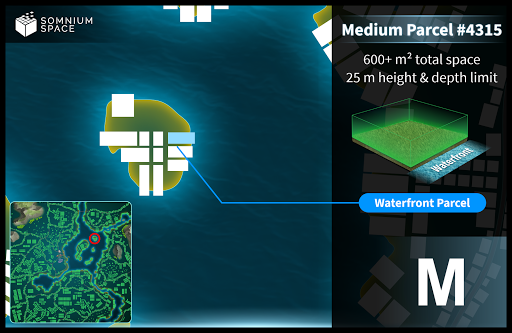 SOMNIUM
SPACE
Medium Parcel #4315
600+ m² total space
25 m height & depth limit
Waterfront
Waterfront Parcel
M